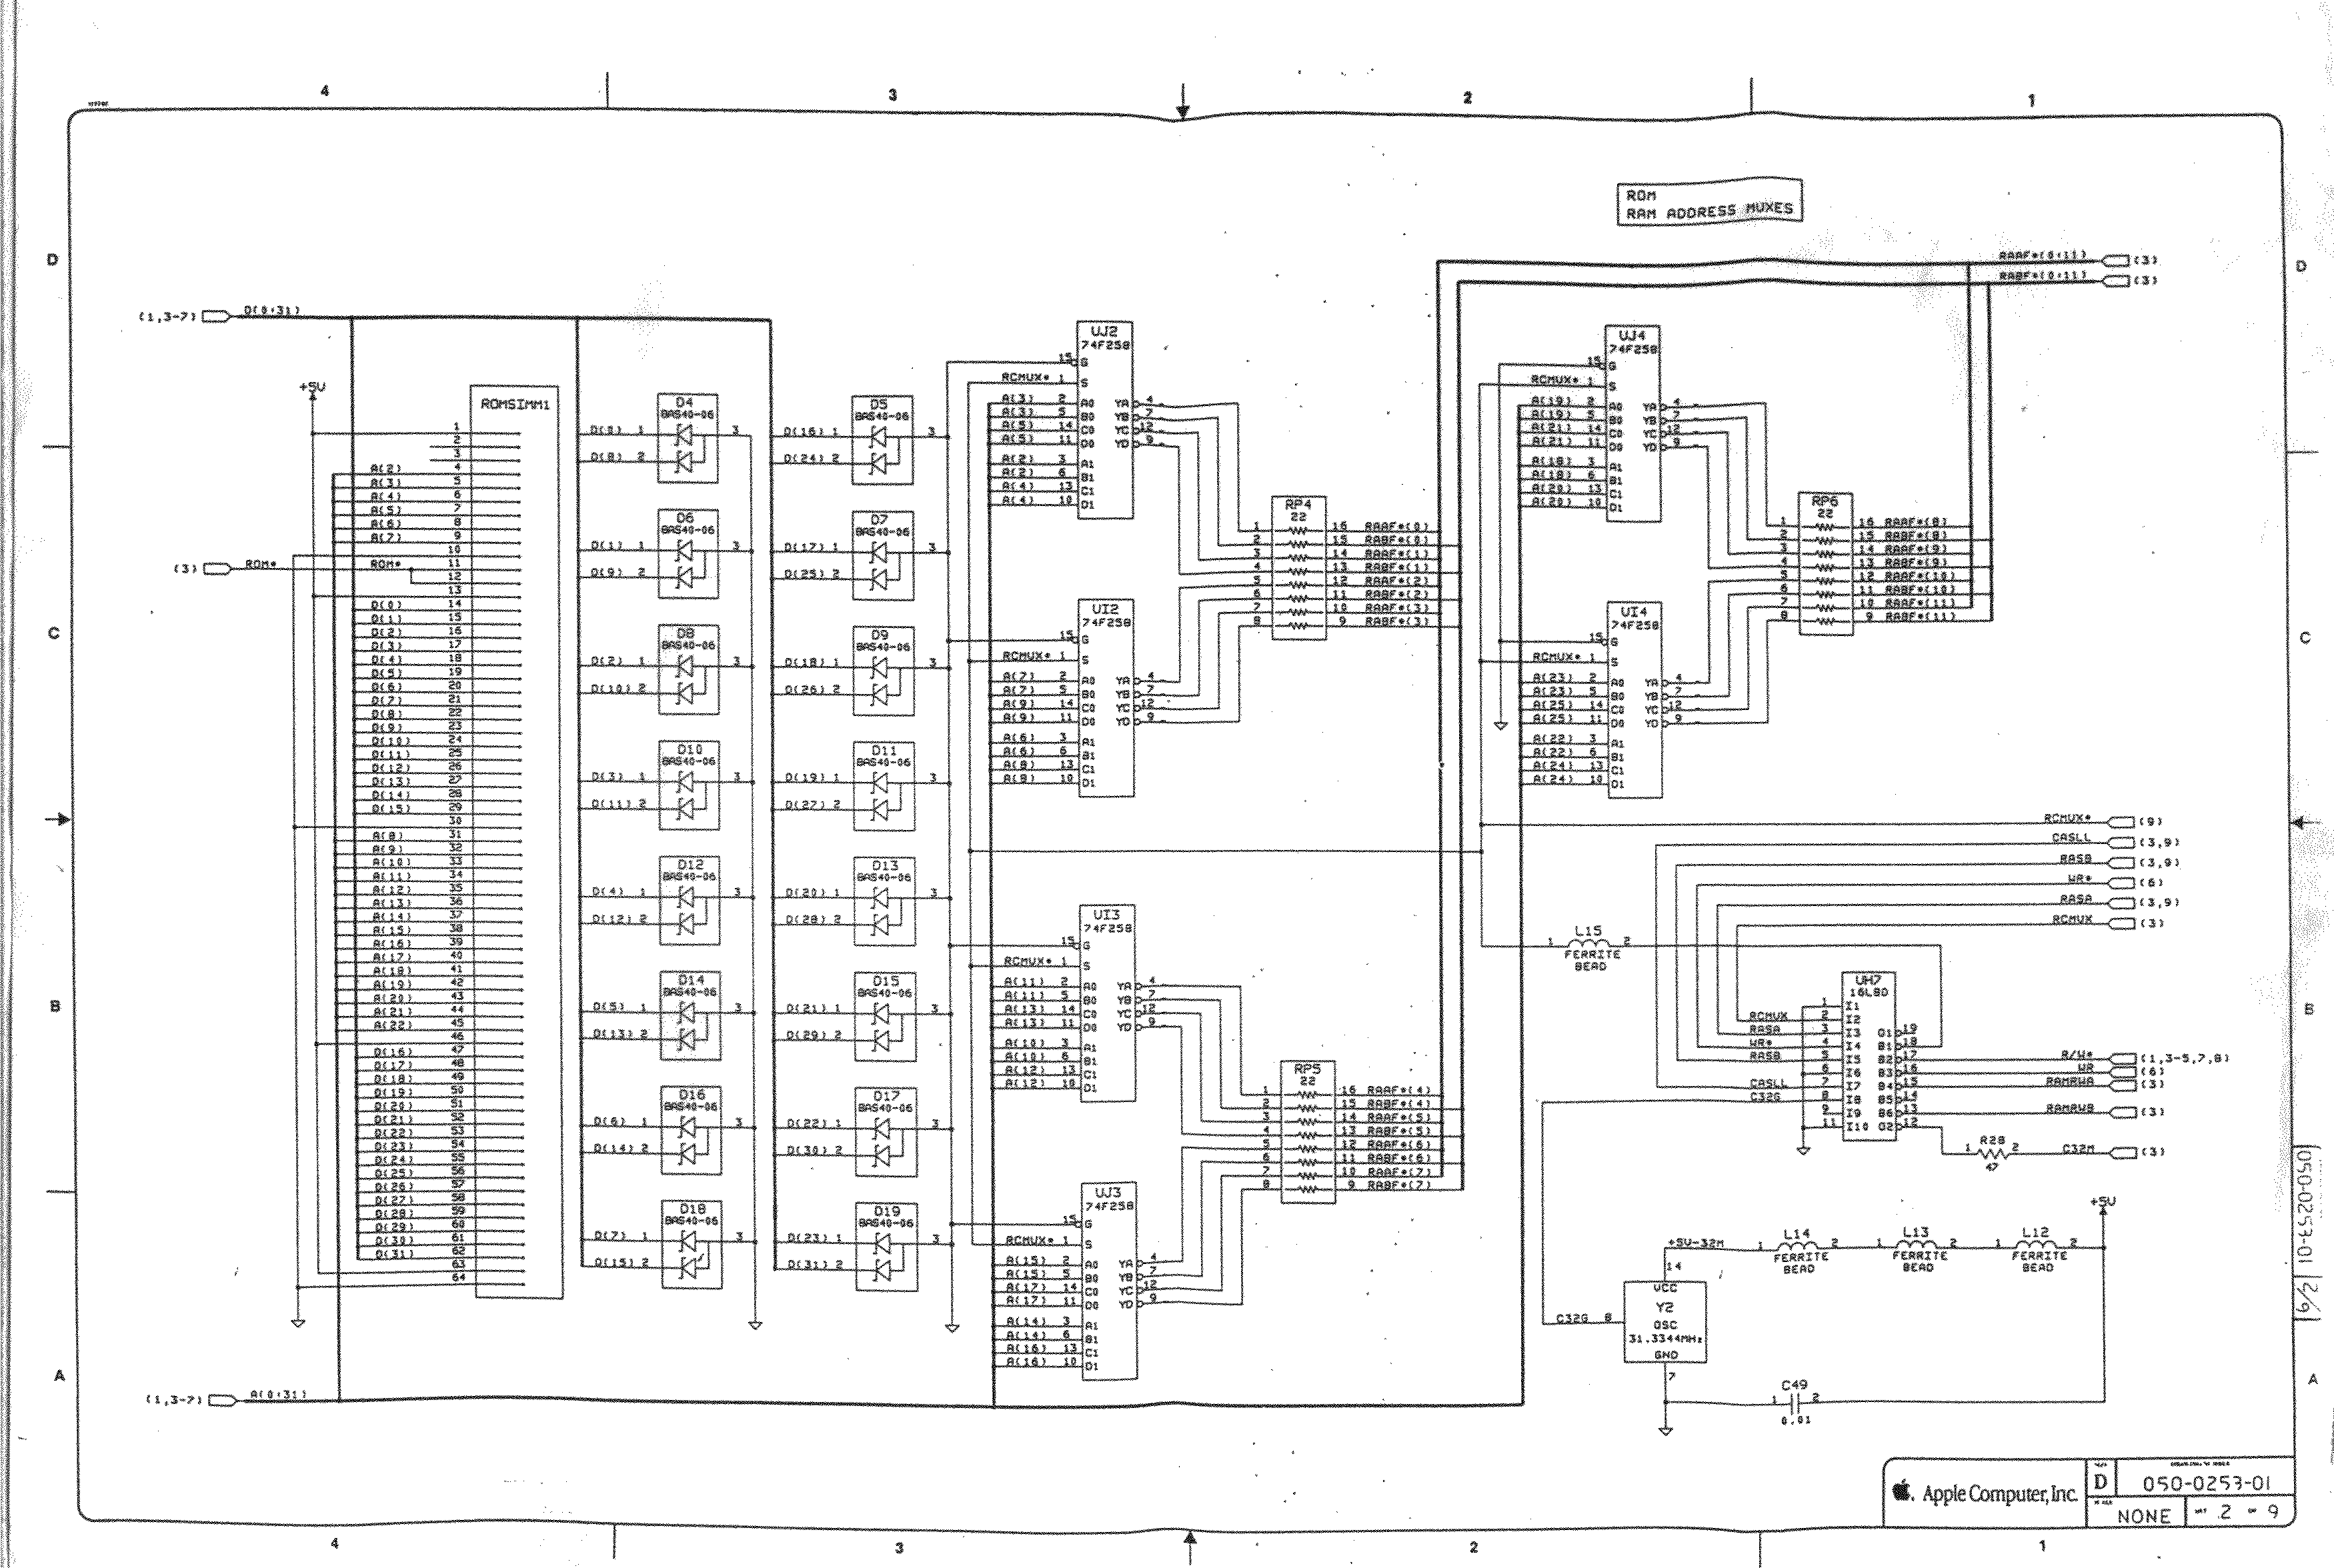 4
3
2
1
ROM
RAM ADDRESS MUXES
D
D
RAAF*(0:11)
(3)
RABF*(0:11)
(3)
(1,3-7)
D(0:31)
+5V
ROMSIMM1
1
2
3
4
A(2) 5
A(3) 6
A(4) 7
A(5) 8
A(6) 9
A(7) 10
11
(3)
ROM*
ROM*
12
13
14
D(0) 15
D(1) 16
D(2) 17
D(3) 18
D(4) 19
D(5) 20
D(6) 21
D(7) 22
D(8) 23
D(9) 24
D(10) 25
D(11) 26
D(12) 27
D(13) 28
D(14) 29
D(15) 30
31
A(8) 32
A(9) 33
A(10) 34
A(11) 35
A(12) 36
A(13) 37
A(14) 38
A(15) 39
A(16) 40
A(17) 41
A(18) 42
A(19) 43
A(20) 44
A(21) 45
A(22) 46
47
D(16) 48
D(17) 49
D(18) 50
D(19) 51
D(20) 52
D(21) 53
D(22) 54
D(23) 55
D(24) 56
D(25) 57
D(26) 58
D(27) 59
D(28) 60
D(29) 61
D(30) 62
D(31) 63
64
(1,3-7)
A(0:31)
D4
BAS40-06
D(0) 1 3
D(8) 2
D6
BAS40-06
D(1) 1 3
D(9) 2
D8
BAS40-06
D(2) 1 3
D(10) 2
D10
BAS40-06
D(3) 1 3
D(11) 2
D12
BAS40-06
D(4) 1 3
D(12) 2
D14
BAS40-06
D(5) 1 3
D(13) 2
D16
BAS40-06
D(6) 1 3
D(14) 2
D18
BAS40-06
D(7) 1 3
D(15) 2
D5
BAS40-06
D(16) 1 3
D(24) 2
D7
BAS40-06
D(17) 1 3
D(25) 2
D9
BAS40-06
D(18) 1 3
D(26) 2
D11
BAS40-06
D(19) 1 3
D(27) 2
D13
BAS40-06
D(20) 1 3
D(28) 2
D15
BAS40-06
D(21) 1 3
D(29) 2
D17
BAS40-06
D(22) 1 3
D(30) 2
D19
BAS40-06
D(23) 1 3
D(31) 2
UJ2
74F258
15 G
RCMUX* 1 S
A(3) 2 A0 YA 4
A(3) 5 B0 YB 7
A(5) 14 C0 YC 12
A(5) 11 D0 YD 9
A(2) 3 A1
A(2) 6 B1
A(4) 13 C1
A(4) 10 D1
UI2
74F258
15 G
RCMUX* 1 S
A(7) 2 A0 YA 4
A(7) 5 B0 YB 7
A(9) 14 C0 YC 12
A(9) 11 D0 YD 9
A(6) 3 A1
A(6) 6 B1
A(8) 13 C1
A(8) 10 D1
UI3
74F258
15 G
RCMUX* 1 S
A(11) 2 A0 YA 4
A(11) 5 B0 YB 7
A(13) 14 C0 YC 12
A(13) 11 D0 YD 9
A(10) 3 A1
A(10) 6 B1
A(12) 13 C1
A(12) 10 D1
UJ3
74F258
15 G
RCMUX* 1 S
A(15) 2 A0 YA 4
A(15) 5 B0 YB 7
A(17) 14 C0 YC 12
A(17) 11 D0 YD 9
A(14) 3 A1
A(14) 6 B1
A(16) 13 C1
A(16) 10 D1
RP4
22
1 16 RAAF*(0)
2 15 RABF*(0)
3 14 RAAF*(1)
4 13 RABF*(1)
5 12 RAAF*(2)
6 11 RABF*(2)
7 10 RAAF*(3)
8 9 RABF*(3)
RP5
22
1 16 RAAF*(4)
2 15 RABF*(4)
3 14 RAAF*(5)
4 13 RABF*(5)
5 12 RAAF*(6)
6 11 RABF*(6)
7 10 RAAF*(7)
8 9 RABF*(7)
UJ4
74F258
15 G
RCMUX* 1 S
A(19) 2 A0 YA 4
A(19) 5 B0 YB 7
A(21) 14 C0 YC 12
A(21) 11 D0 YD 9
A(18) 3 A1
A(18) 6 B1
A(20) 13 C1
A(20) 10 D1
UI4
74F258
15 G
RCMUX* 1 S
A(23) 2 A0 YA 4
A(23) 5 B0 YB 7
A(25) 14 C0 YC 12
A(25) 11 D0 YD 9
A(22) 3 A1
A(22) 6 B1
A(24) 13 C1
A(24) 10 D1
RP6
22
1 16 RAAF*(8)
2 15 RABF*(8)
3 14 RAAF*(9)
4 13 RABF*(9)
5 12 RAAF*(10)
6 11 RABF*(10)
7 10 RAAF*(11)
8 9 RABF*(11)
C
C
RCMUX* (9)
CASLL (3,9)
RASB (3,9)
WR* (6)
RASA (3,9)
RCMUX (3)
1 L15 2
FERRITE
BEAD
B
B
UH7
16L8D
1 I1
RCMUX 2 I2
RASA 3 I3 O1 19
WR* 4 I4 B1 18
RASB 5 I5 B2 17 R/W* (1,3-5,7,8)
6 I6 B3 16 WR (6)
CASLL 7 I7 B4 15 RAMRWA (3)
C32G 8 I8 B5 14
9 I9 B6 13 RAMRWB (3)
11 I10 O2 12
1 R28 2
47
C32M (3)
+5V
+5V-32M
1 L14 2
FERRITE
BEAD
1 L13 2
FERRITE
BEAD
1 L12 2
FERRITE
BEAD
14
VCC
Y2
OSC
31.3344MHz
GND
C32G 8
7
1 C49 2
0.01
A
A
050-0253-01
2/9
Apple Computer, Inc.
D
050-0253-01
NONE
2 OF 9
4
3
2
1